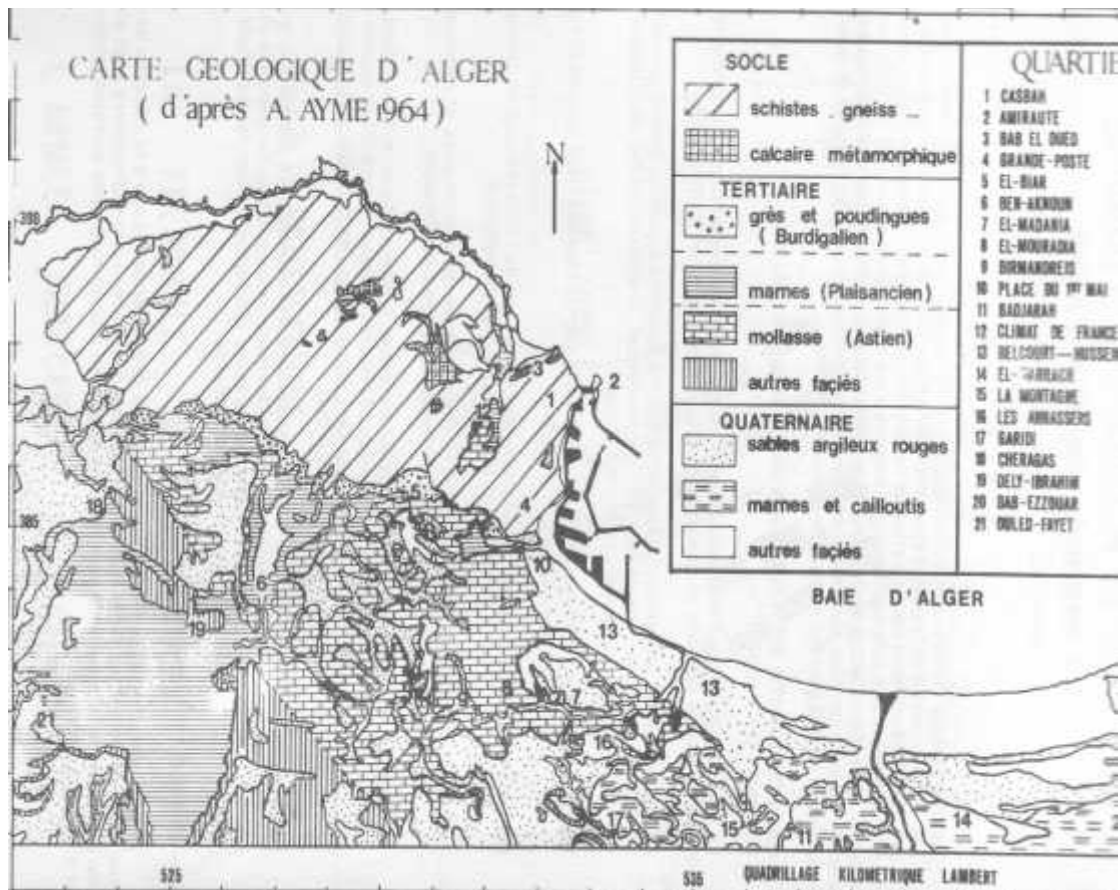 CARTE GEOLOGIQUE D'ALGER
( d'après A. AYME 1964 )
N
SOCLE
schistes . gneiss _
calcaire métamorphique
TERTIAIRE
grès et poudingues
( Burdigalien )
marnes (Plaisancien)
mollasse (Astien)
autres façiés
QUATERNAIRE
sables argileux rouges
marnes et cailloutis
autres façiés
QUARTIE
1 CASBAH
2 AMIRAUTE
3 BAB EL OUED
4 GRANDE-POSTE
5 EL-BIAR
6 BEN-AKNOUN
7 EL-MADANIA
8 EL-MOURADIA
9 BIRMANDREIS
10 PLACE DU 1ER MAI
11 BADJARAH
12 CLIMAT DE FRANCE
13 BELCOURT-HUSSEIN
14 EL-HARRACH
15 LA MONTAGNE
16 LES ANNASSERS
17 GARIDI
18 CHERAGAS
19 DELY-IBRAHIM
20 BAB-EZZOUAR
21 OULED-FAYET
BAIE D'ALGER
3
1
2
12
4
5
18
10
6
19
13
13
8
7
21
16
17
15
11
14
385
525
535
QUADRILLAGE KILOMETRIQUE LAMBERT